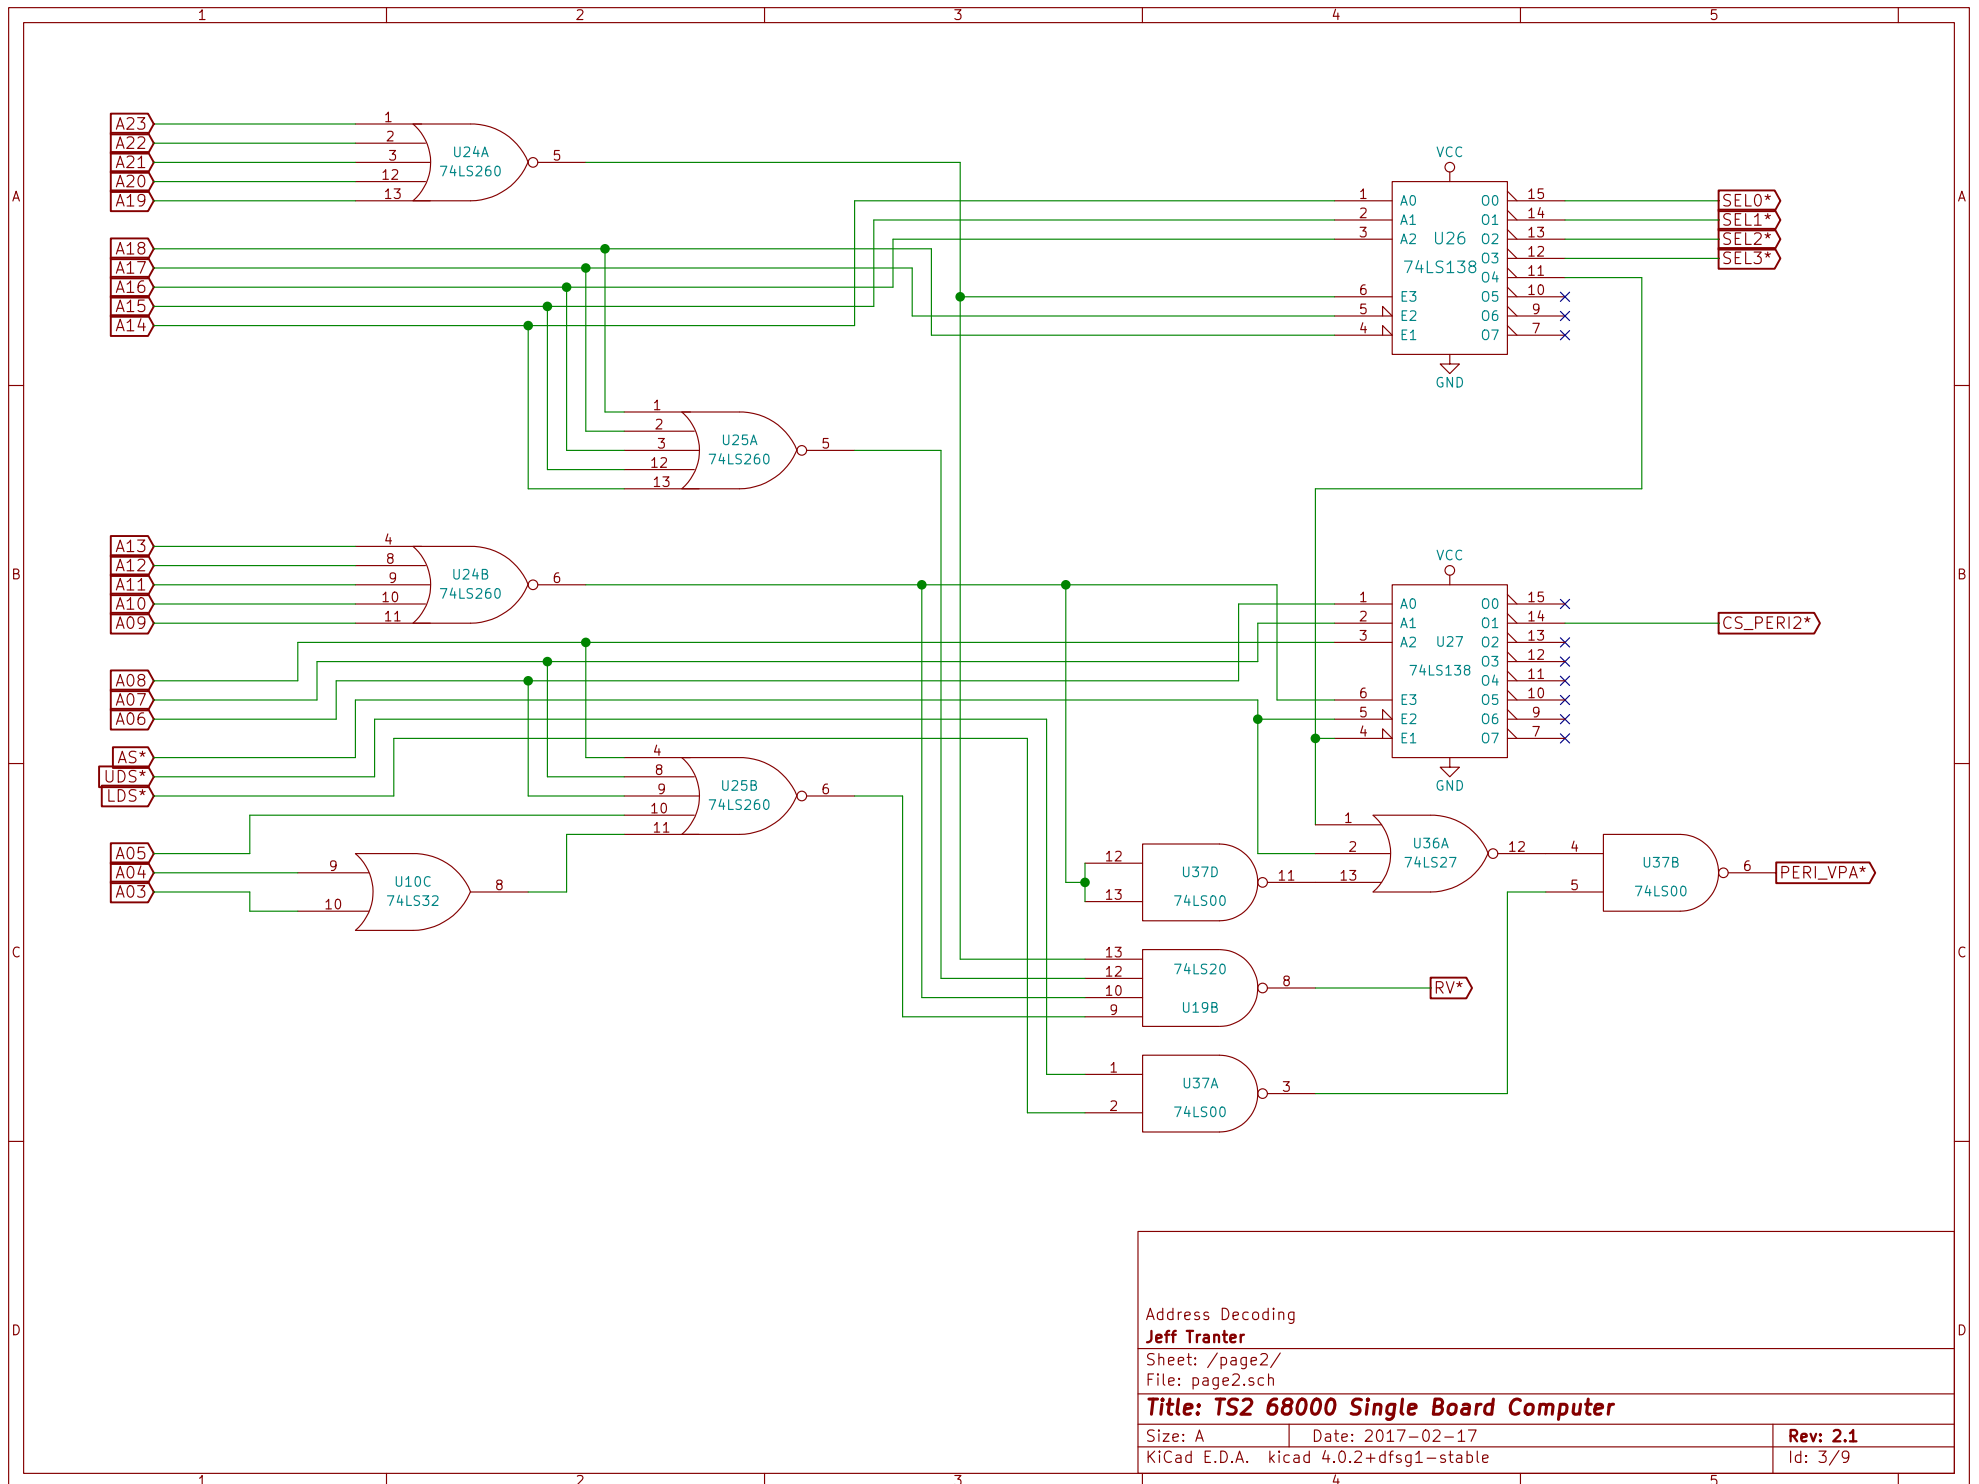 1 2 3 4 5
A
B
C
D
A
B
C
D
A23 1
A22 2
A21 3
A20 12
A19 13
U24A
74LS260
5
A18
A17
A16
A15
A14
1
2
3
12
13
U25A
74LS260
5
VCC
1 A0 O0 15 SEL0*
2 A1 O1 14 SEL1*
3 A2 U26 O2 13 SEL2*
74LS138 O3 12 SEL3*
O4 11
6 E3 O5 10
5 E2 O6 9
4 E1 O7 7
GND
A13 4
A12 8
A11 9
A10 10
A09 11
U24B
74LS260
6
VCC
1 A0 O0 15
2 A1 O1 14 CS_PERI2*
3 A2 U27 O2 13
O3 12
74LS138
O4 11
6 E3 O5 10
5 E2 O6 9
4 E1 O7 7
GND
A08
A07
A06
AS*
UDS*
LDS*
4
8
9
10
11
U25B
74LS260
6
A05
A04 9
A03 10
U10C
74LS32
8
12
13
U37D
74LS00
11
1
2
13
U36A
74LS27
12
4
5
U37B
74LS00
6 PERI_VPA*
13
12
10
9
74LS20
U19B
8 RV*
1
2
U37A
74LS00
3
Address Decoding
Jeff Tranter
Sheet: /page2/
File: page2.sch
Title: TS2 68000 Single Board Computer
Size: A Date: 2017-02-17 Rev: 2.1
KiCad E.D.A. kicad 4.0.2+dfsg1-stable Id: 3/9
1 2 3 4 5